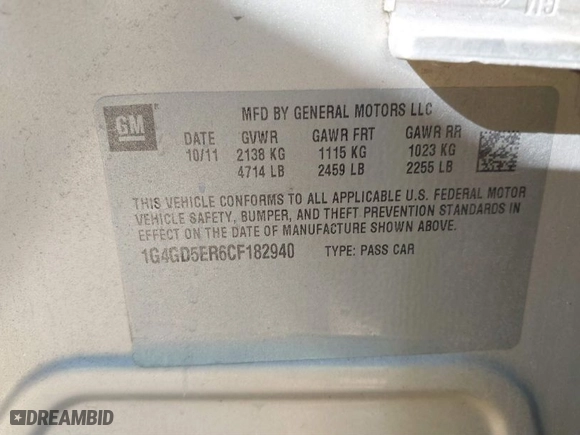 GM
MFD BY GENERAL MOTORS LLC
DATE GVWR GAWR FRT GAWR RR
10/11 2138 KG 1115 KG 1023 KG
4714 LB 2459 LB 2255 LB
THIS VEHICLE CONFORMS TO ALL APPLICABLE U.S. FEDERAL MOTOR
VEHICLE SAFETY, BUMPER, AND THEFT PREVENTION STANDARDS IN
EFFECT ON THE DATE OF MANUFACTURE SHOWN ABOVE.
1G4GD5ER6CF182940 TYPE: PASS CAR
DREAMBID